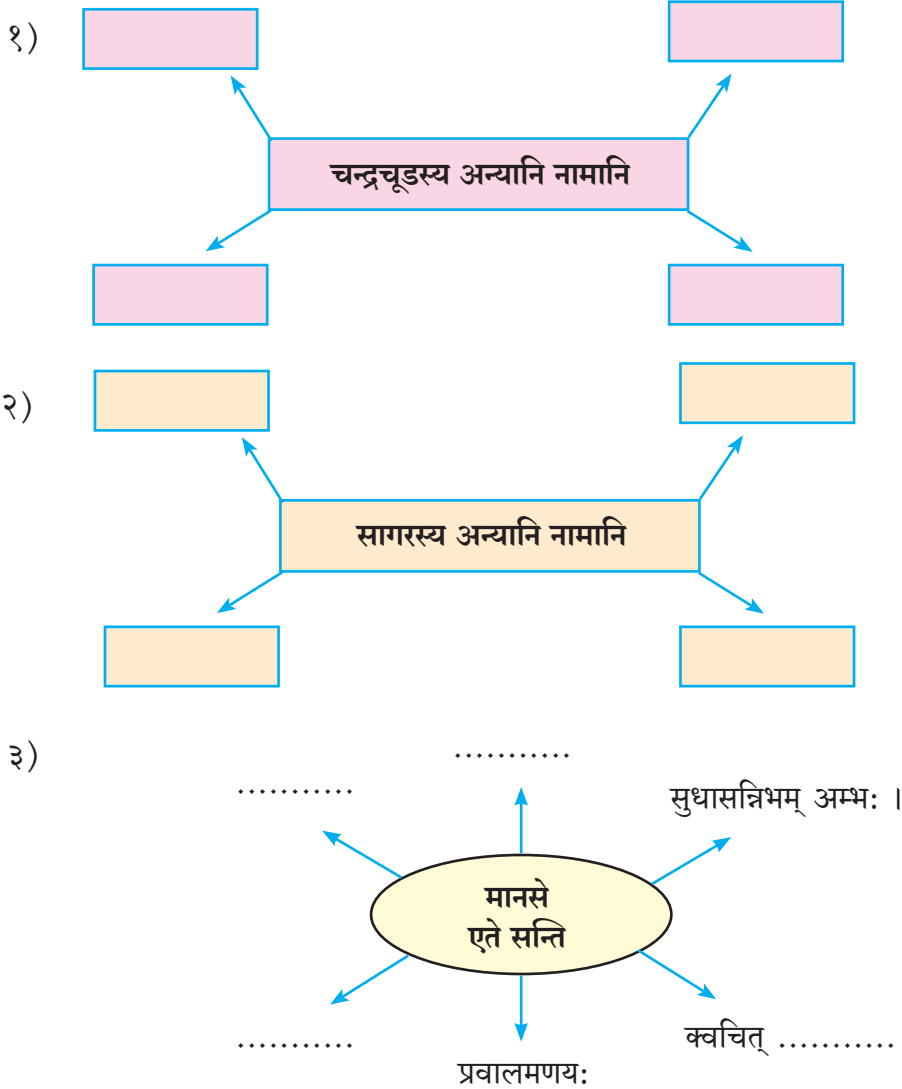 १)
चन्द्रचूडस्य अन्यानि नामानि
२)
सागरस्य अन्यानि नामानि
३)
...........
...........
सुधासन्निभम् अम्भः ।
मानसे
एते सन्ति
...........
प्रवालमणयः
क्वचित् ...........